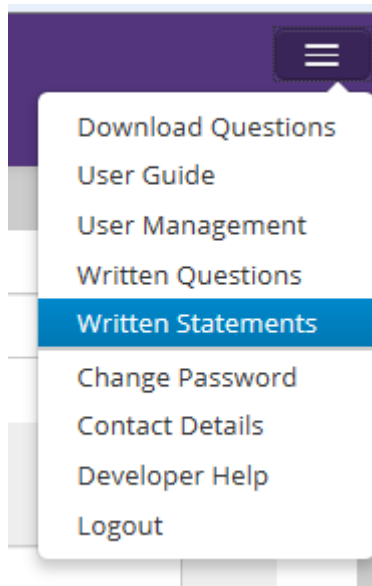 Download Questions
User Guide
User Management
Written Questions
Written Statements
Change Password
Contact Details
Developer Help
Logout